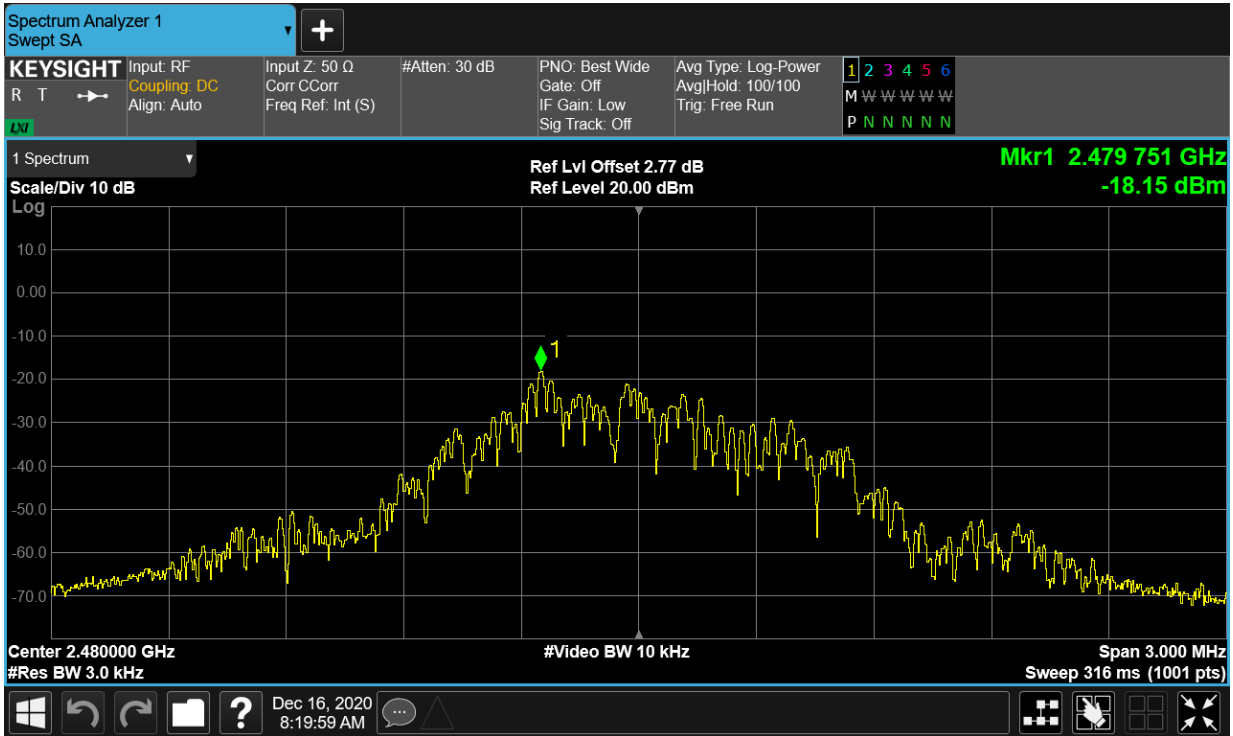 Spectrum Analyzer 1
Swept SA
KEYSIGHT
R T
LXI
Input: RF
Coupling: DC
Align: Auto
Input Z: 50 Ω
Corr CCorr
Freq Ref: Int (S)
#Atten: 30 dB
PNO: Best Wide
Gate: Off
IF Gain: Low
Sig Track: Off
Avg Type: Log-Power
Avg|Hold: 100/100
Trig: Free Run
1 2 3 4 5 6
M W W W W W
P N N N N N
1 Spectrum
Scale/Div 10 dB
Log
Ref Lvl Offset 2.77 dB
Ref Level 20.00 dBm
Mkr1 2.479 751 GHz
-18.15 dBm
10.0
0.00
-10.0
1
-20.0
-30.0
-40.0
-50.0
-60.0
-70.0
Center 2.480000 GHz
#Res BW 3.0 kHz
#Video BW 10 kHz
Span 3.000 MHz
Sweep 316 ms (1001 pts)
?
Dec 16, 2020
8:19:59 AM